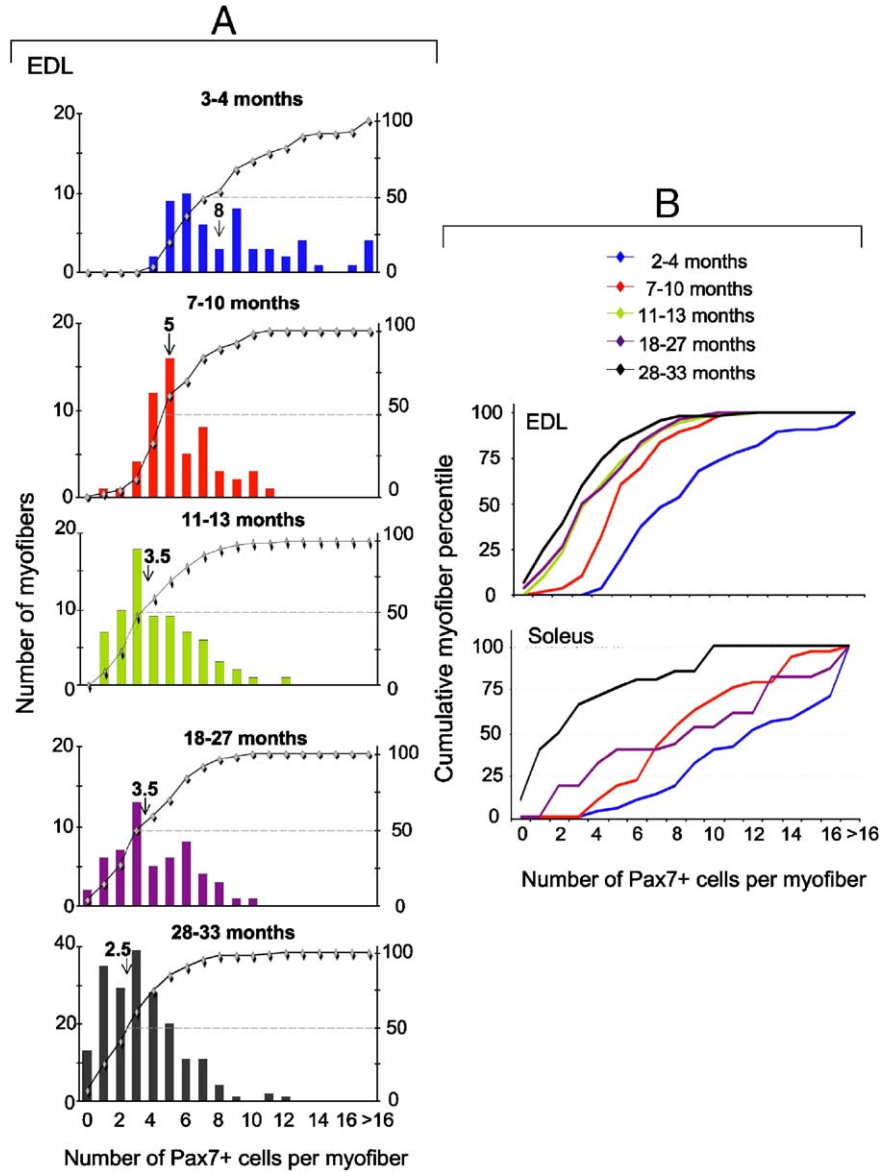 A
EDL
3-4 months
20
10
0
100
50
0
8
7-10 months
20
10
0
100
50
0
5
11-13 months
20
10
0
100
50
0
3.5
18-27 months
20
10
0
100
50
0
3.5
28-33 months
40
20
0
100
50
0
2.5
0 2 4 6 8 10 12 14 16 >16
Number of Pax7+ cells per myofiber
Number of myofibers
B
2-4 months
7-10 months
11-13 months
18-27 months
28-33 months
EDL
100
75
50
25
0
Soleus
100
75
50
25
0
0 2 4 6 8 10 12 14 16 >16
Number of Pax7+ cells per myofiber
Cumulative myofiber percentile